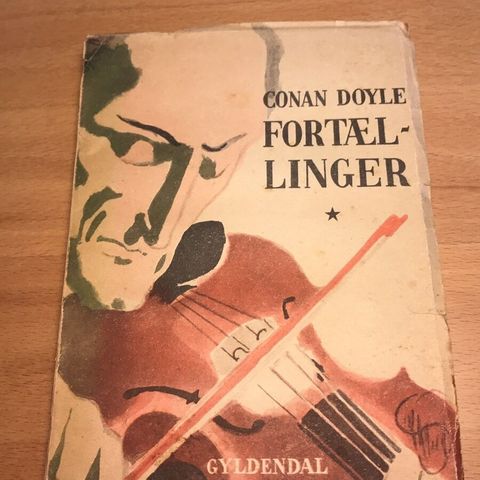 CONAN DOYLE
FORTÆL-
LINGER
GYLDENDAL